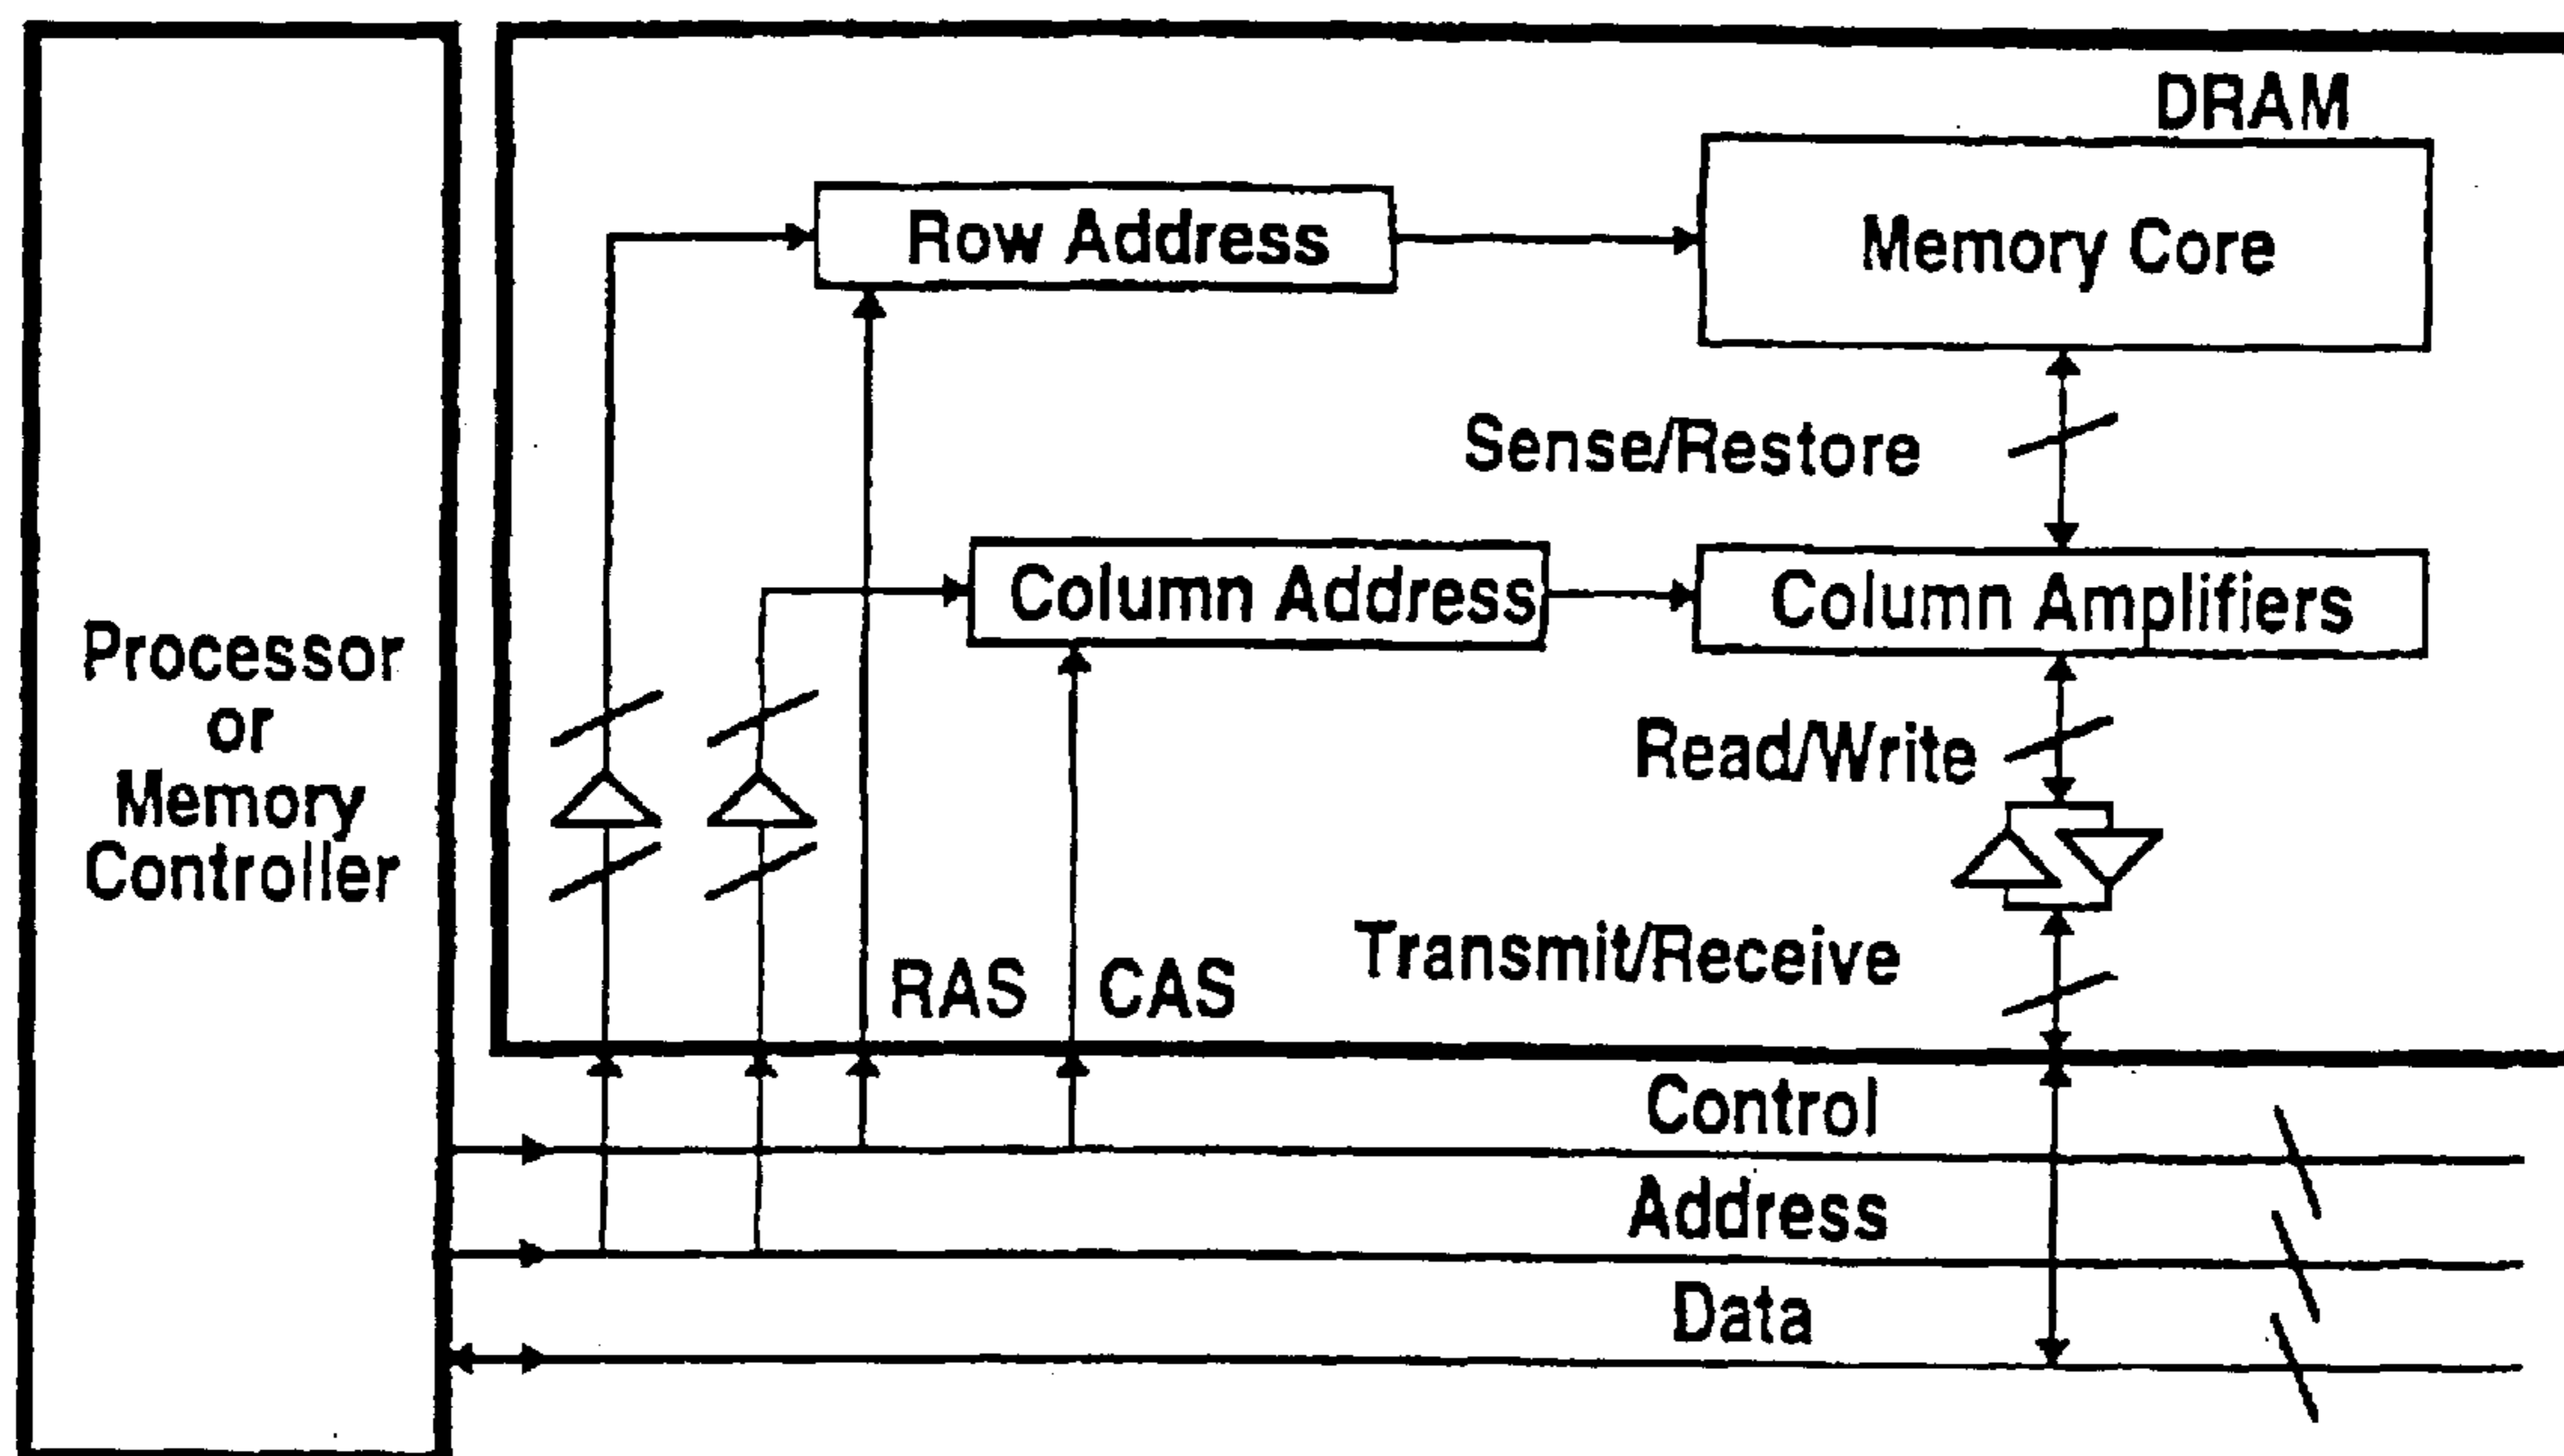 DRAM
Row Address
Memory Core
Sense/Restore
Column Address
Column Amplifiers
Processor
or
Memory
Controller
Read/Write
Transmit/Receive
RAS
CAS
Control
Address
Data